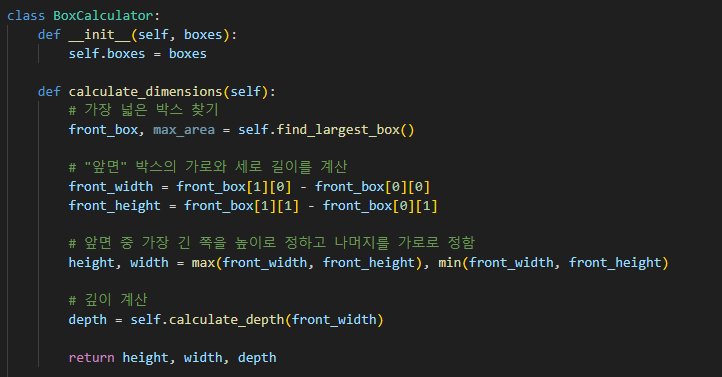 class BoxCalculator:
    def __init__(self, boxes):
        self.boxes = boxes

    def calculate_dimensions(self):
        # 가장 넓은 박스 찾기
        front_box, max_area = self.find_largest_box()

        # "앞면" 박스의 가로와 세로 길이를 계산
        front_width = front_box[1][0] - front_box[0][0]
        front_height = front_box[1][1] - front_box[0][1]

        # 앞면 중 가장 긴 쪽을 높이로 정하고 나머지를 가로로 정함
        height, width = max(front_width, front_height), min(front_width, front_height)

        # 깊이 계산
        depth = self.calculate_depth(front_width)

        return height, width, depth